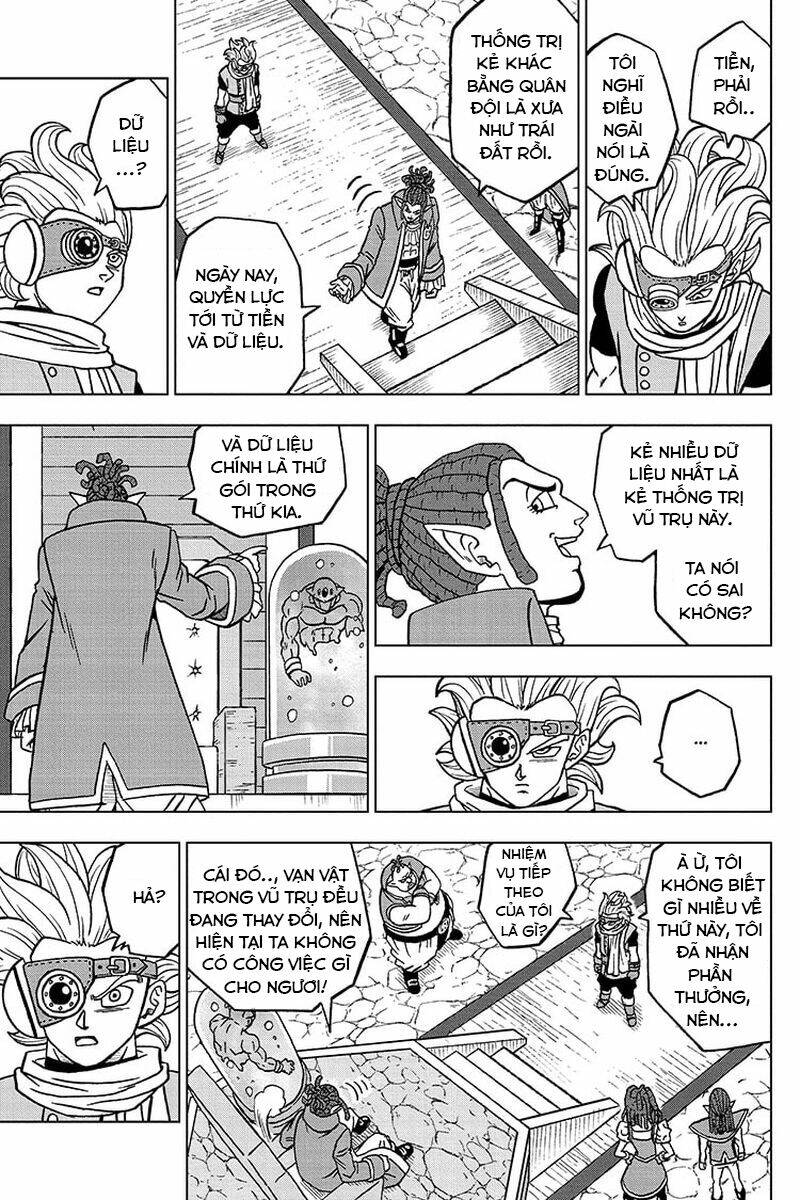 TIỀN,
PHẢI
RỒI..
TÔI
NGHĨ
ĐIỀU
NGÀI
NÓI LÀ
ĐÚNG.
THỐNG TRỊ
KẺ KHÁC
BẰNG QUÂN
ĐỘI LÀ XƯA
NHƯ TRÁI
ĐẤT RỒI.
NGÀY NAY,
QUYỀN LỰC
TỚI TỪ TIỀN
VÀ DỮ LIỆU.
DỮ
LIỆU
...?
KẺ NHIỀU DỮ
LIỆU NHẤT LÀ
KẺ THỐNG TRỊ
VŨ TRỤ NÀY.
TA NÓI
CÓ SAI
KHÔNG?
VÀ DỮ LIỆU
CHÍNH LÀ THỨ
GÓI TRONG
THỨ KIA.
...
À Ừ, TÔI
KHÔNG BIẾT
GÌ NHIỀU VỀ
THỨ NÀY, TÔI
ĐÃ NHẬN
PHẦN
THƯỞNG,
NÊN...
NHIỆM
VỤ TIẾP
THEO
CỦA TÔI
LÀ GÌ?
CÁI ĐÓ.., VẠN VẬT
TRONG VŨ TRỤ ĐỀU
ĐANG THAY ĐỔI, NÊN
HIỆN TẠI TA KHÔNG
CÓ CÔNG VIỆC GÌ
CHO NGƯƠI!
HẢ?